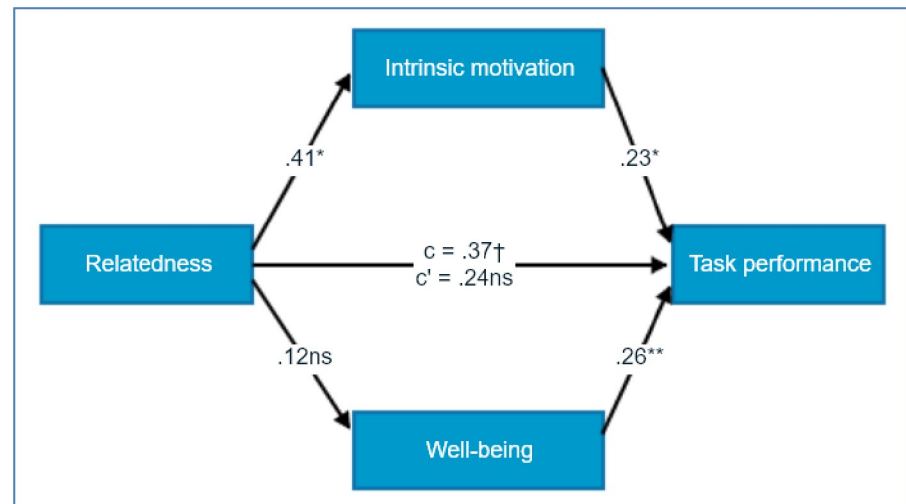 Intrinsic motivation
.41*
.23*
Relatedness
c = .37†
c' = .24ns
Task performance
.12ns
.26**
Well-being